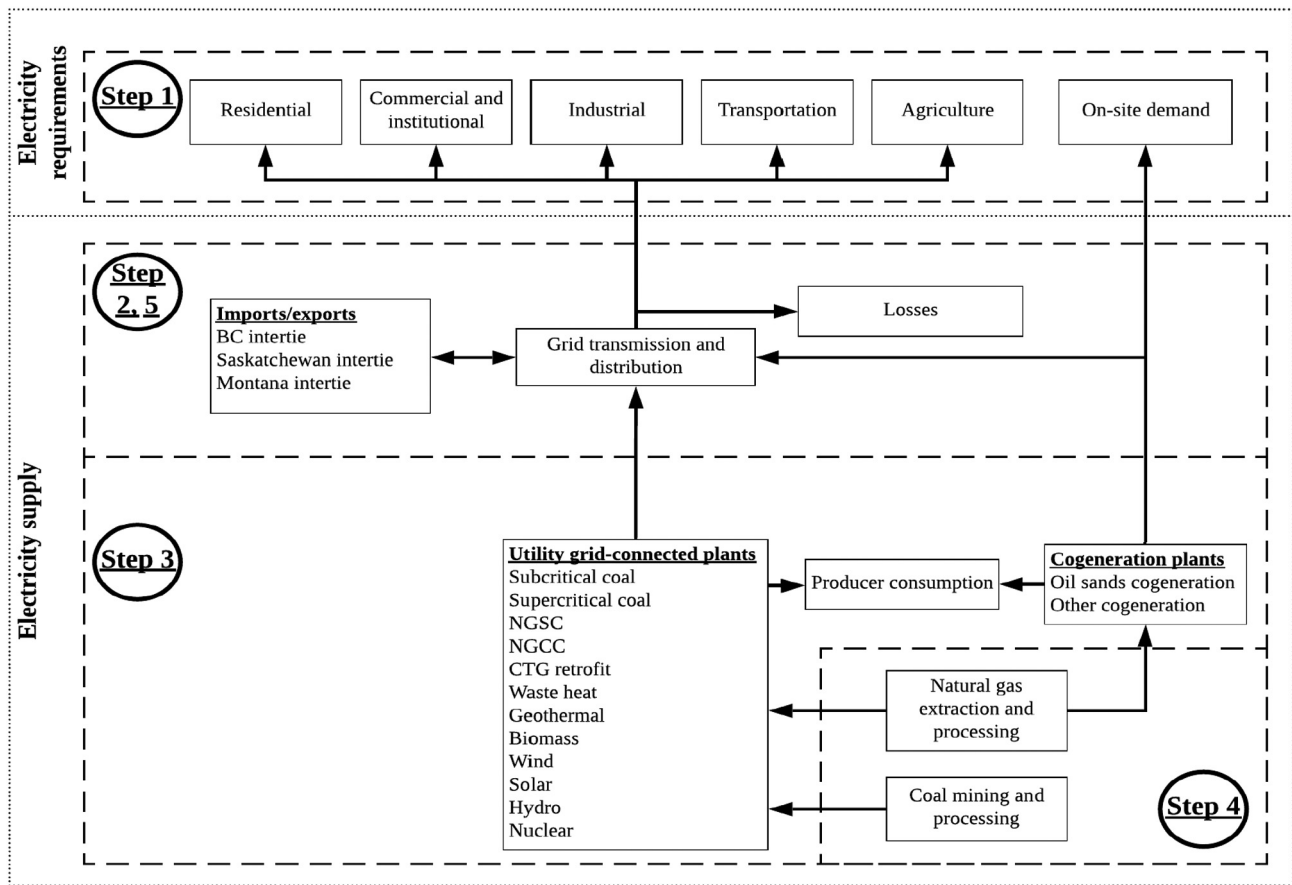 Electricity
requirements
Step 1
Residential
Commercial and
institutional
Industrial
Transportation
Agriculture
On-site demand
Electricity supply
Step
2, 5
Imports/exports
BC intertie
Saskatchewan intertie
Montana intertie
Grid transmission and
distribution
Losses
Step 3
Utility grid-connected plants
Subcritical coal
Supercritical coal
NGSC
NGCC
CTG retrofit
Waste heat
Geothermal
Biomass
Wind
Solar
Hydro
Nuclear
Producer consumption
Cogeneration plants
Oil sands cogeneration
Other cogeneration
Natural gas
extraction and
processing
Coal mining and
processing
Step 4